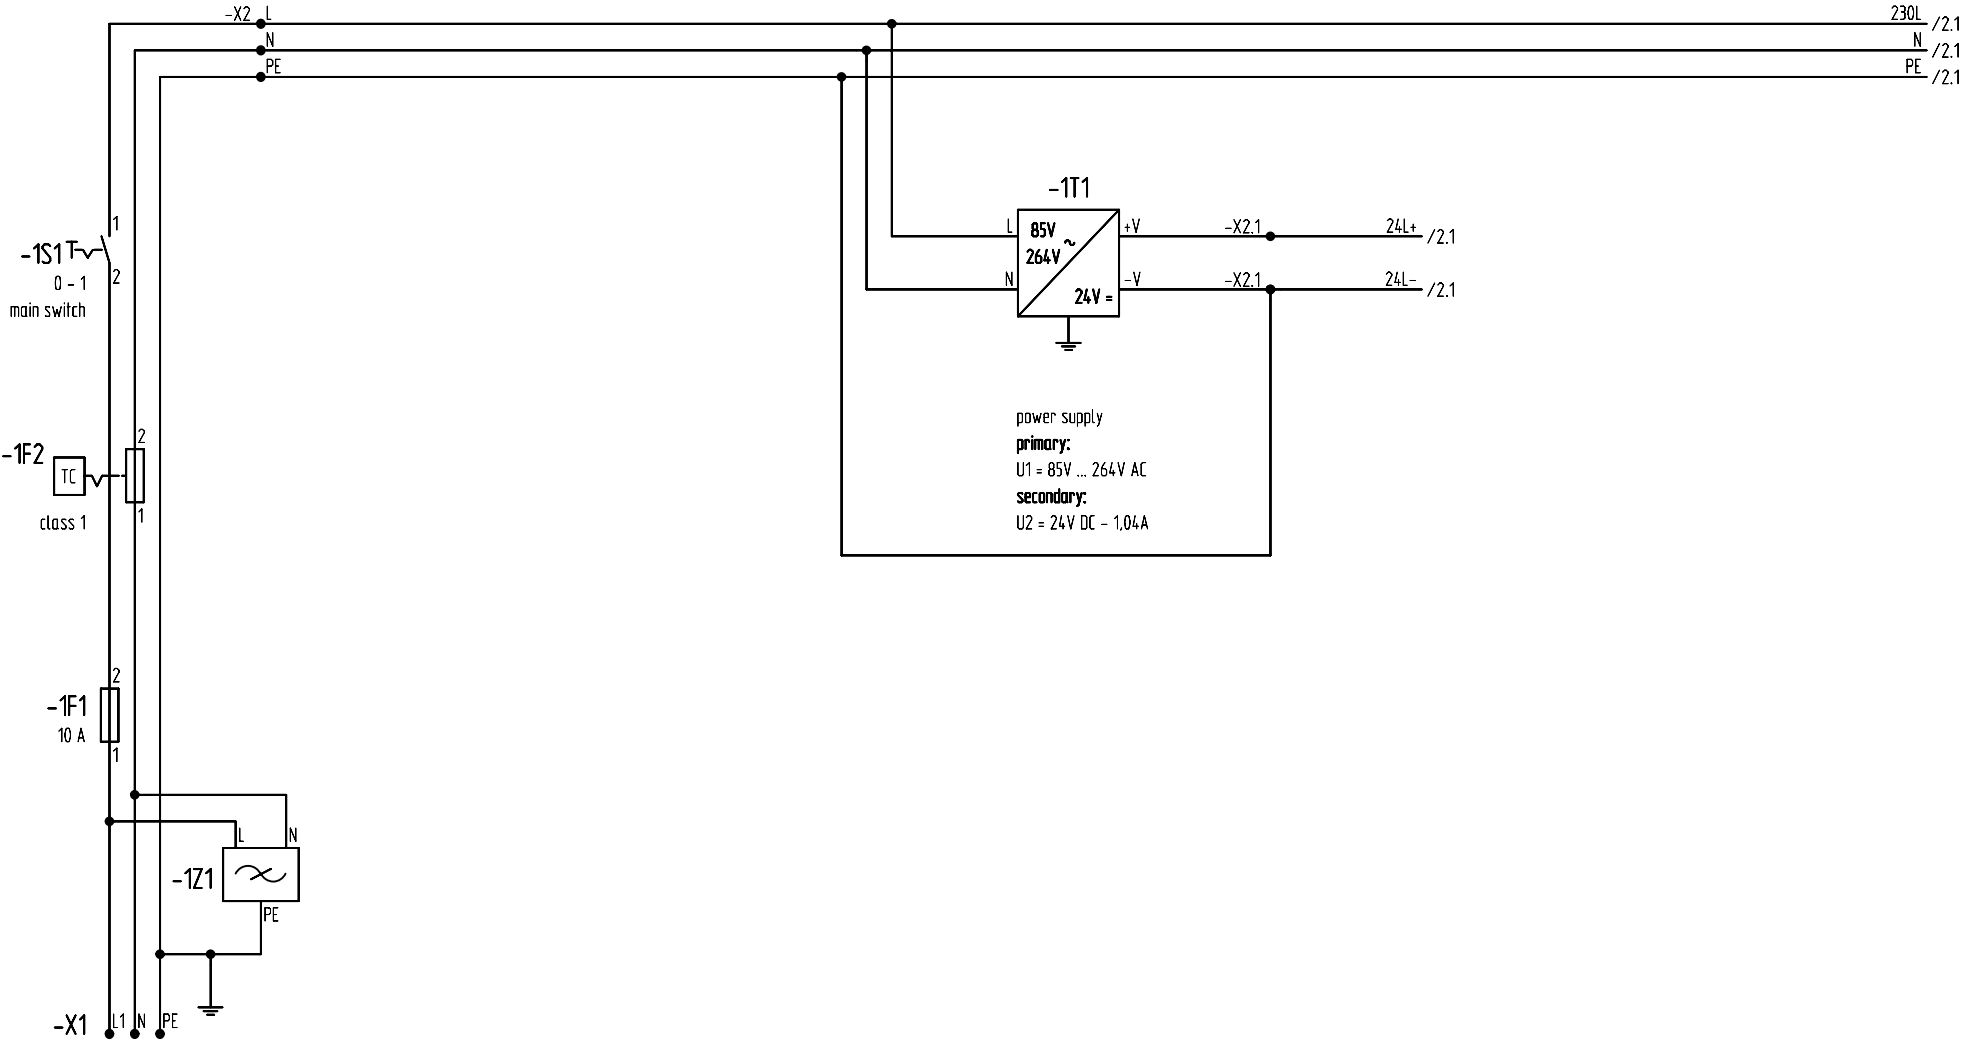 -X2 L 230L /2.1
N N /2.1
PE PE /2.1
-1T1
1
L 85V +V -X2.1 24L+ /2.1
-1S1
264V
~
2
0 - 1
N -V -X2.1 24L- /2.1
24V =
main switch
power supply
primary:
U1 = 85V ... 264V AC
secondary:
U2 = 24V DC - 1,04A
2
-1F2
TC
1
class 1
2
-1F1
10 A
1
L N
-1Z1
PE
-X1 L1 N PE